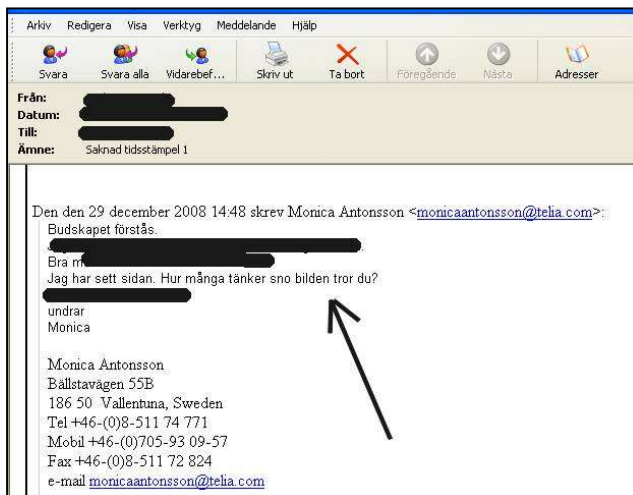 Arkiv Redigera Visa Verktyg Meddelande Hjälp
Svara Svara alla Vidarebef... Skriv ut Ta bort Föregående Nästa Adresser
Från:
Datum:
Till:
Ämne: Saknad tidsstämpel 1
Den den 29 december 2008 14:48 skrev Monica Antonsson <monicaantonsson@telia.com>:
Budskapet förstås.
Bra
Jag har sett sidan. Hur många tänker sno bilden tror du?
undrar
Monica
Monica Antonsson
Bällstavägen 55B
186 50 Vallentuna, Sweden
Tel +46-(0)8-511 74 771
Mobil +46-(0)705-93 09-57
Fax +46-(0)8-511 72 824
e-mail monicaantonsson@telia.com